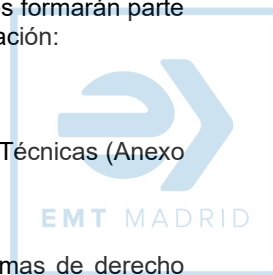 s formarán parte
ación:
Técnicas (Anexo
EMT MADRID
mas de derecho